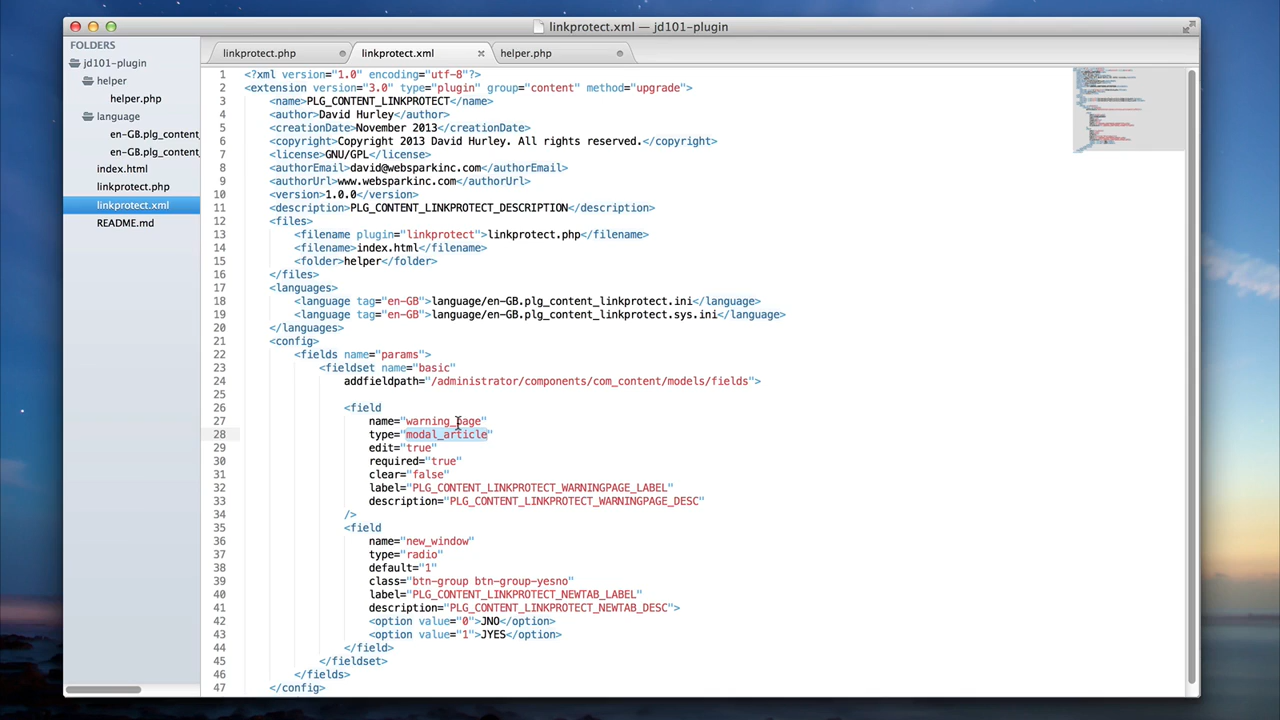 linkprotect.xml — jd101-plugin
FOLDERS
jd101-plugin
helper
helper.php
language
en-GB.plg_content_
en-GB.plg_content_
index.html
linkprotect.php
linkprotect.xml
README.md
linkprotect.php
linkprotect.xml
helper.php
1 <?xml version="1.0" encoding="utf-8"?>
2 <extension version="3.0" type="plugin" group="content" method="upgrade">
3 <name>PLG_CONTENT_LINKPROTECT</name>
4 <author>David Hurley</author>
5 <creationDate>November 2013</creationDate>
6 <copyright>Copyright 2013 David Hurley. All rights reserved.</copyright>
7 <license>GNU/GPL</license>
8 <authorEmail>david@websparkinc.com</authorEmail>
9 <authorUrl>www.websparkinc.com</authorUrl>
10 <version>1.0.0</version>
11 <description>PLG_CONTENT_LINKPROTECT_DESCRIPTION</description>
12 <files>
13 <filename plugin="linkprotect">linkprotect.php</filename>
14 <filename>index.html</filename>
15 <folder>helper</folder>
16 </files>
17 <languages>
18 <language tag="en-GB">language/en-GB.plg_content_linkprotect.ini</language>
19 <language tag="en-GB">language/en-GB.plg_content_linkprotect.sys.ini</language>
20 </languages>
21 <config>
22 <fields name="params">
23 <fieldset name="basic"
24 addfieldpath="/administrator/components/com_content/models/fields">
25
26 <field
27 name="warning_page"
28 type="modal_article"
29 edit="true"
30 required="true"
31 clear="false"
32 label="PLG_CONTENT_LINKPROTECT_WARNINGPAGE_LABEL"
33 description="PLG_CONTENT_LINKPROTECT_WARNINGPAGE_DESC"
34 />
35 <field
36 name="new_window"
37 type="radio"
38 default="1"
39 class="btn-group btn-group-yesno"
40 label="PLG_CONTENT_LINKPROTECT_NEWTAB_LABEL"
41 description="PLG_CONTENT_LINKPROTECT_NEWTAB_DESC">
42 <option value="0">JNO</option>
43 <option value="1">JYES</option>
44 </field>
45 </fieldset>
46 </fields>
47 </config>